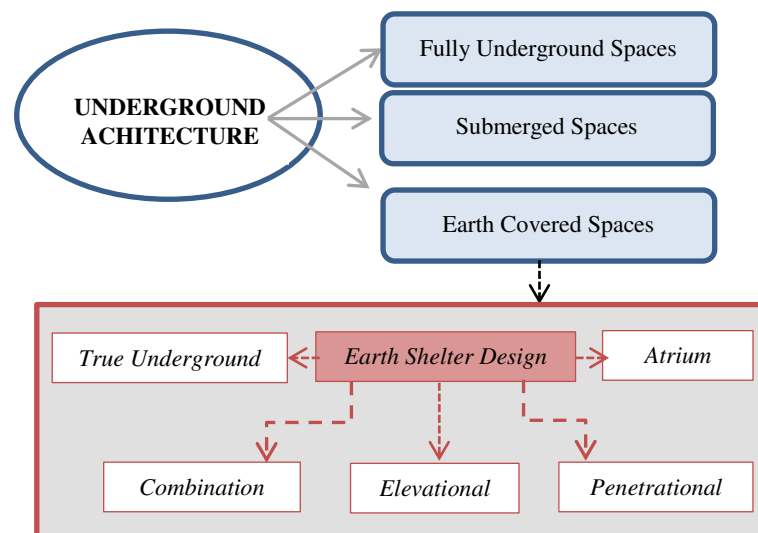 Fully Underground Spaces
UNDERGROUND
ACHITECTURE
Submerged Spaces
Earth Covered Spaces
True Underground
Earth Shelter Design
Atrium
Combination
Elevational
Penetrational